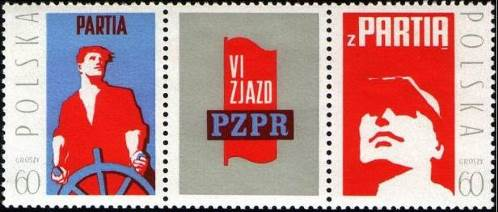 POLSKA
PARTIA
GROSZY
60
VI
ZJAZD
PZPR
z PARTIĄ
POLSKA
GROSZY
60